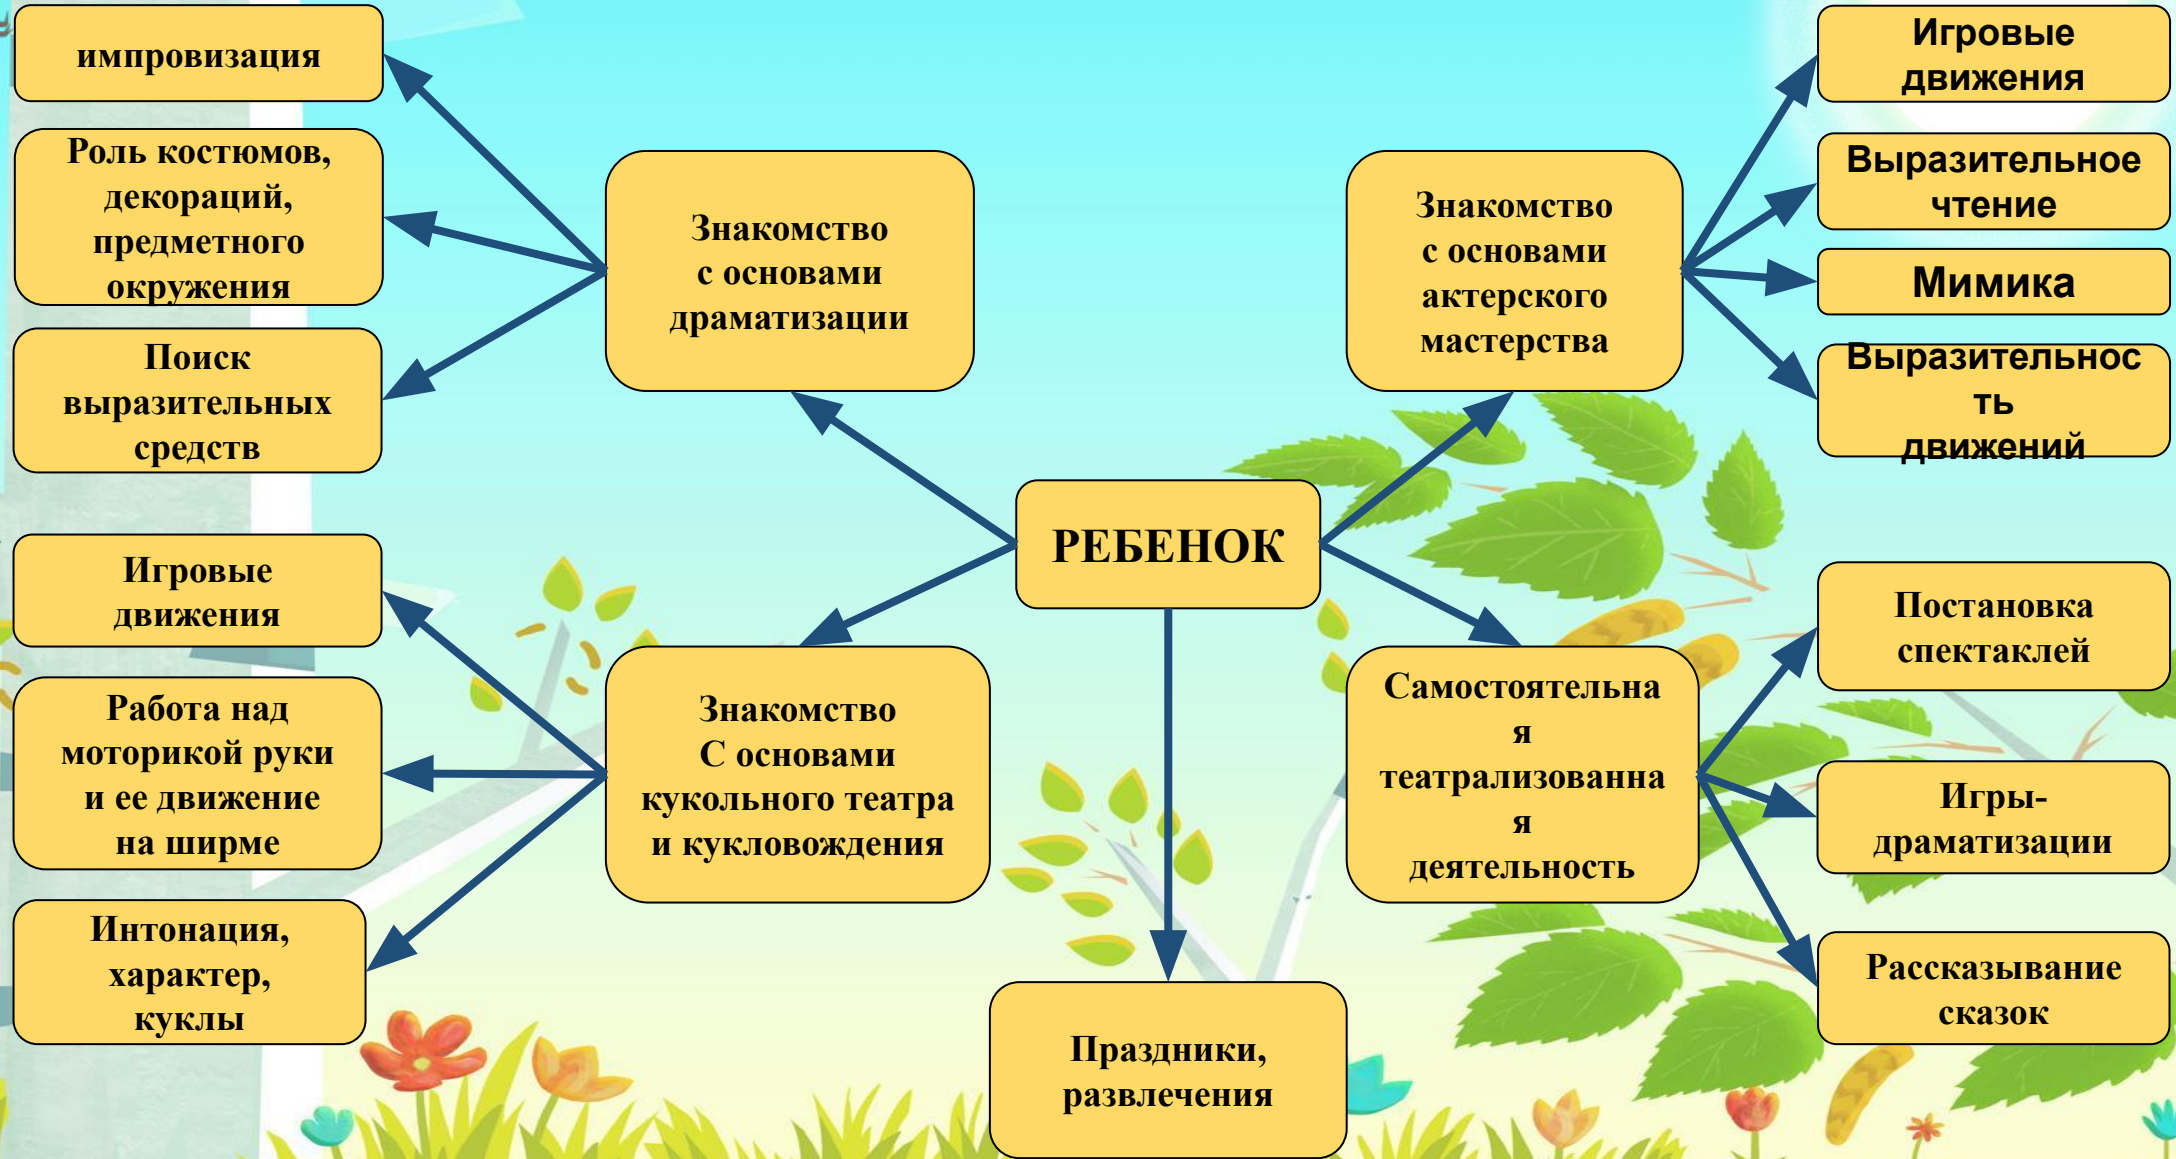 импровизация
Роль костюмов,
декораций,
предметного
окружения
Поиск
выразительных
средств
Знакомство
с основами
драматизации
Знакомство
с основами
актерского
мастерства
Игровые
движения
Выразительное
чтение
Мимика
Выразительнос
ть
движений
РЕБЕНОК
Игровые
движения
Работа над
моторикой руки
и ее движение
на ширме
Интонация,
характер,
куклы
Знакомство
С основами
кукольного театра
и кукловождения
Праздники,
развлечения
Самостоятельна
я
театрализованна
я
деятельность
Постановка
спектаклей
Игры-
драматизации
Рассказывание
сказок